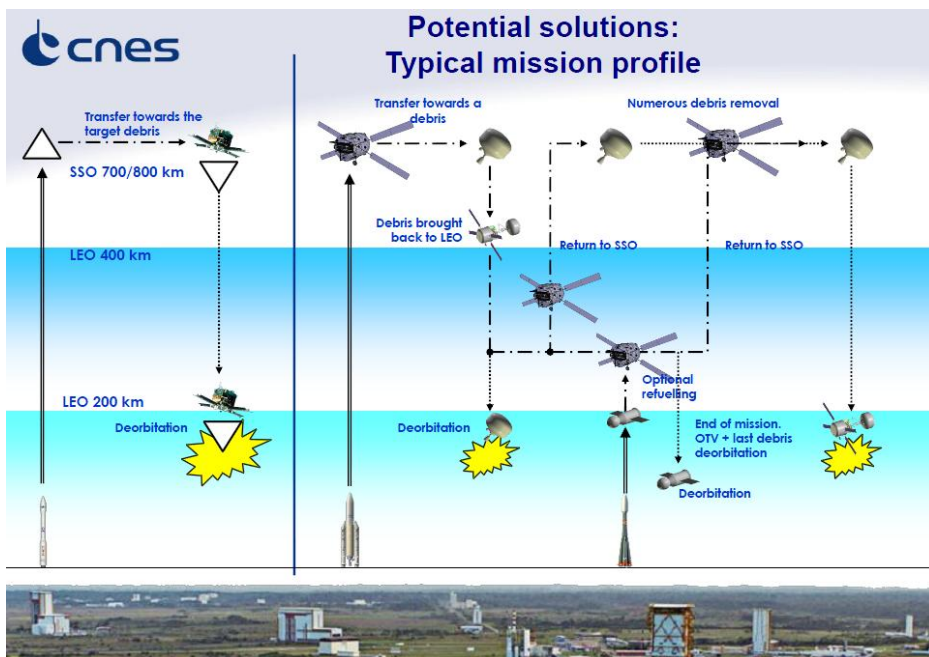 cnes
Potential solutions:
Typical mission profile
Transfer towards the
target debris
SSO 700/800 km
LEO 400 km
LEO 200 km
Deorbitation
Transfer towards a
debris
Numerous debris removal
Debris brought
back to LEO
Return to SSO
Return to SSO
Optional
refuelling
Deorbitation
End of mission.
OTV + last debris
deorbitation
Deorbitation